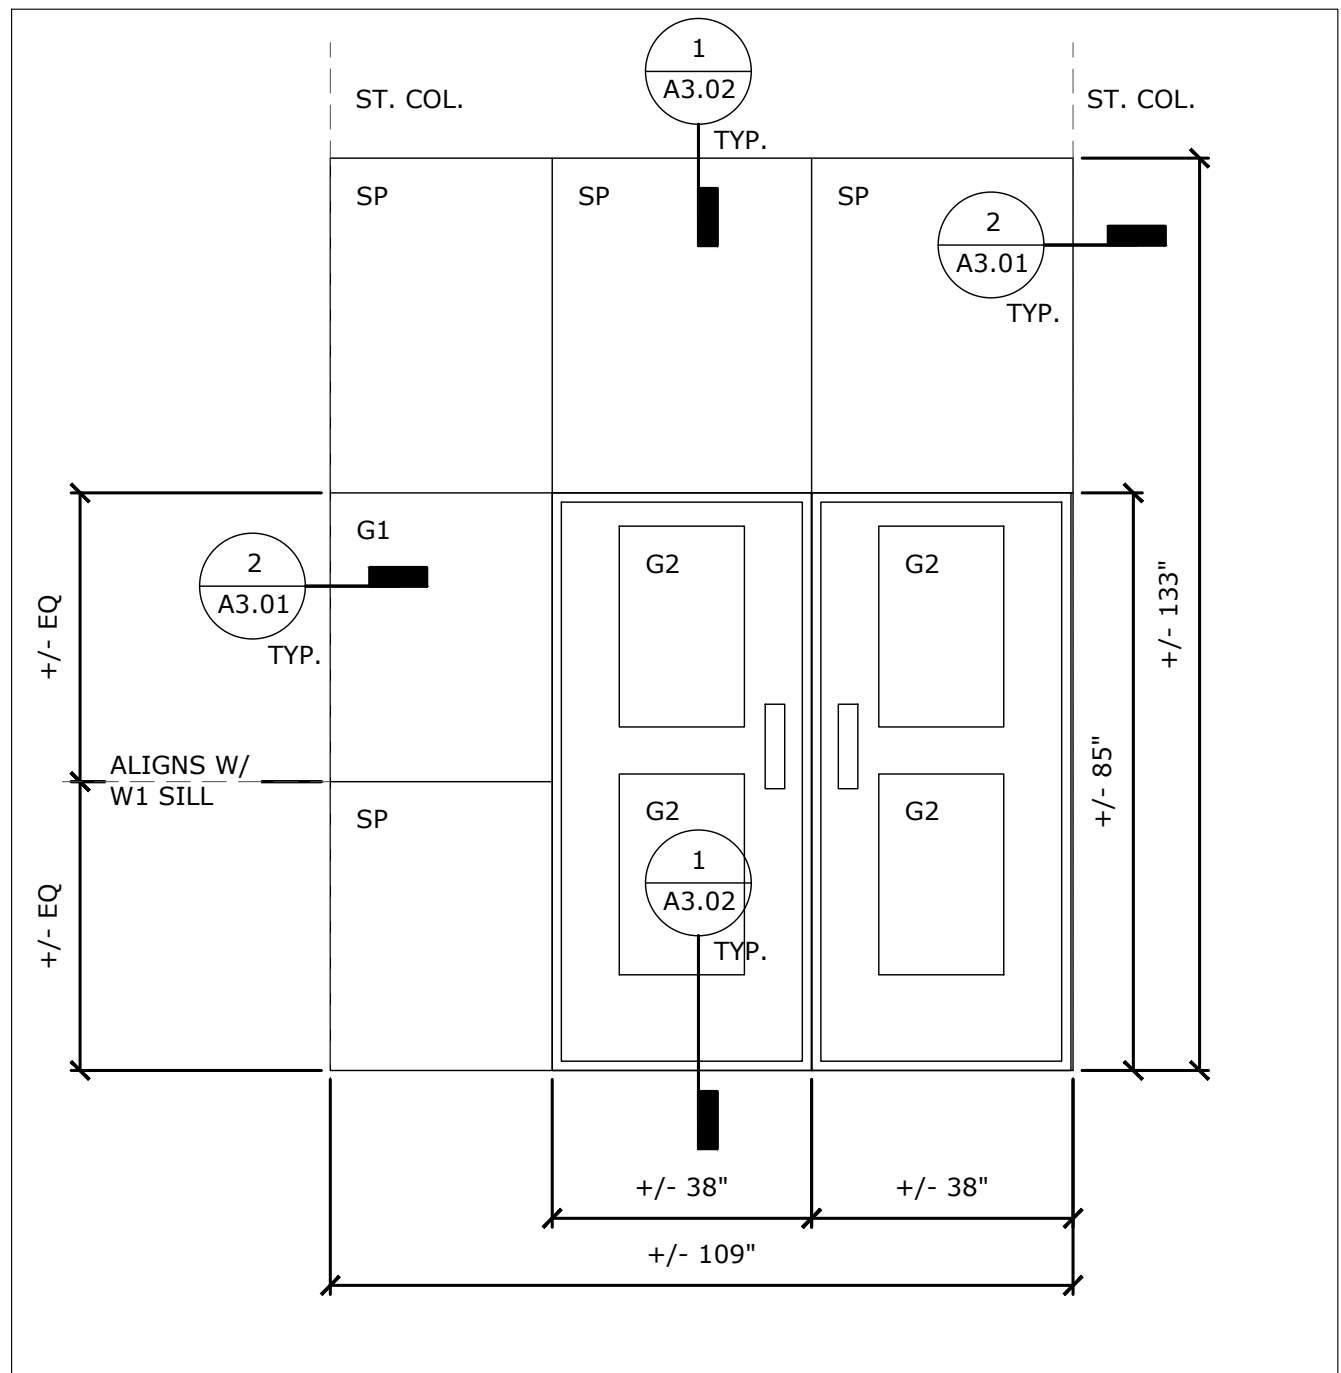 1
A3.02
TYP.
ST. COL.
ST. COL.
SP
SP
SP
2
A3.01
TYP.
G1
2
A3.01
TYP.
G2
G2
+/- EQ
+/- 133"
ALIGNS W/
W1 SILL
+/- 85"
SP
G2
G2
1
A3.02
TYP.
+/- EQ
+/- 38"
+/- 38"
+/- 109"